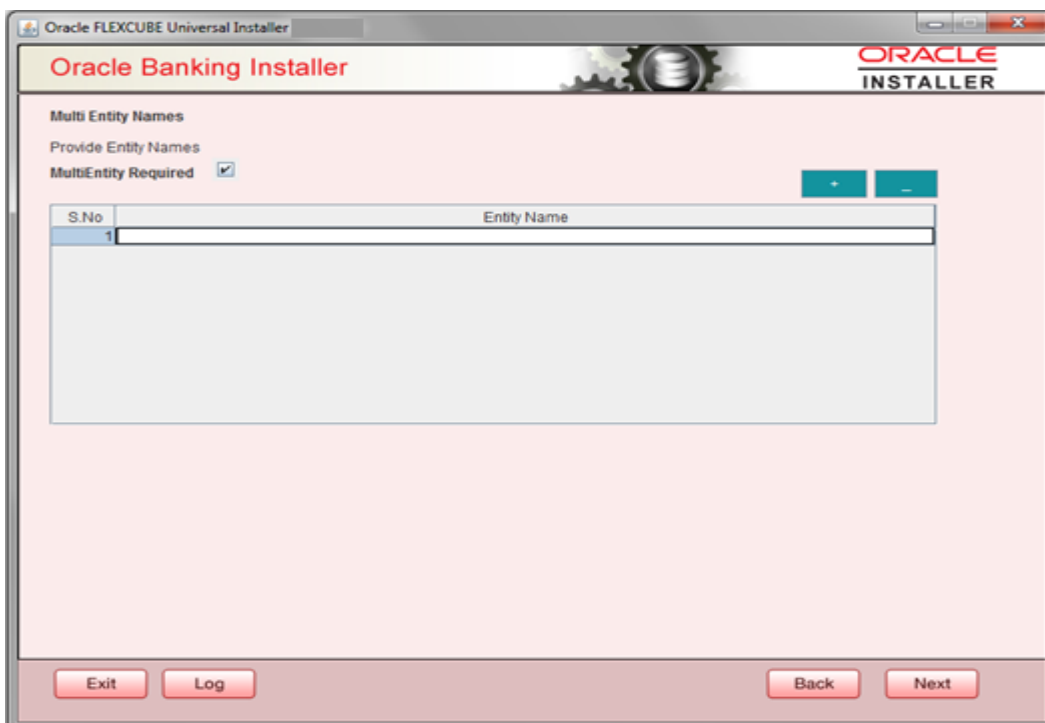 Oracle FLEXCUBE Universal Installer
Oracle Banking Installer
ORACLE
INSTALLER
Multi Entity Names
Provide Entity Names
MultiEntity Required
+ _
S.No Entity Name
1
Exit Log Back Next